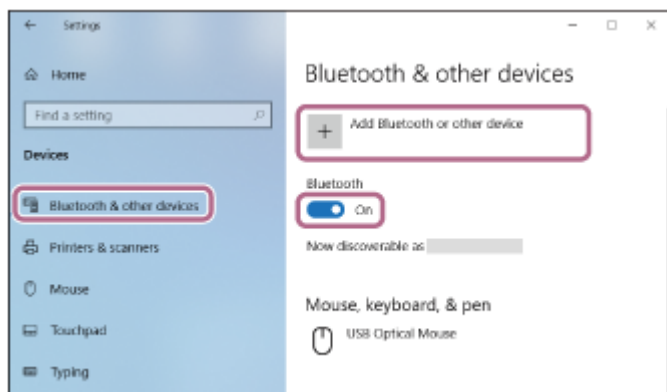 Settings
Home
Find a setting
Devices
Bluetooth & other devices
Printers & scanners
Mouse
Touchpad
Typing
Bluetooth & other devices
Add Bluetooth or other device
Bluetooth
On
Now discoverable as
Mouse, keyboard, & pen
USB Optical Mouse